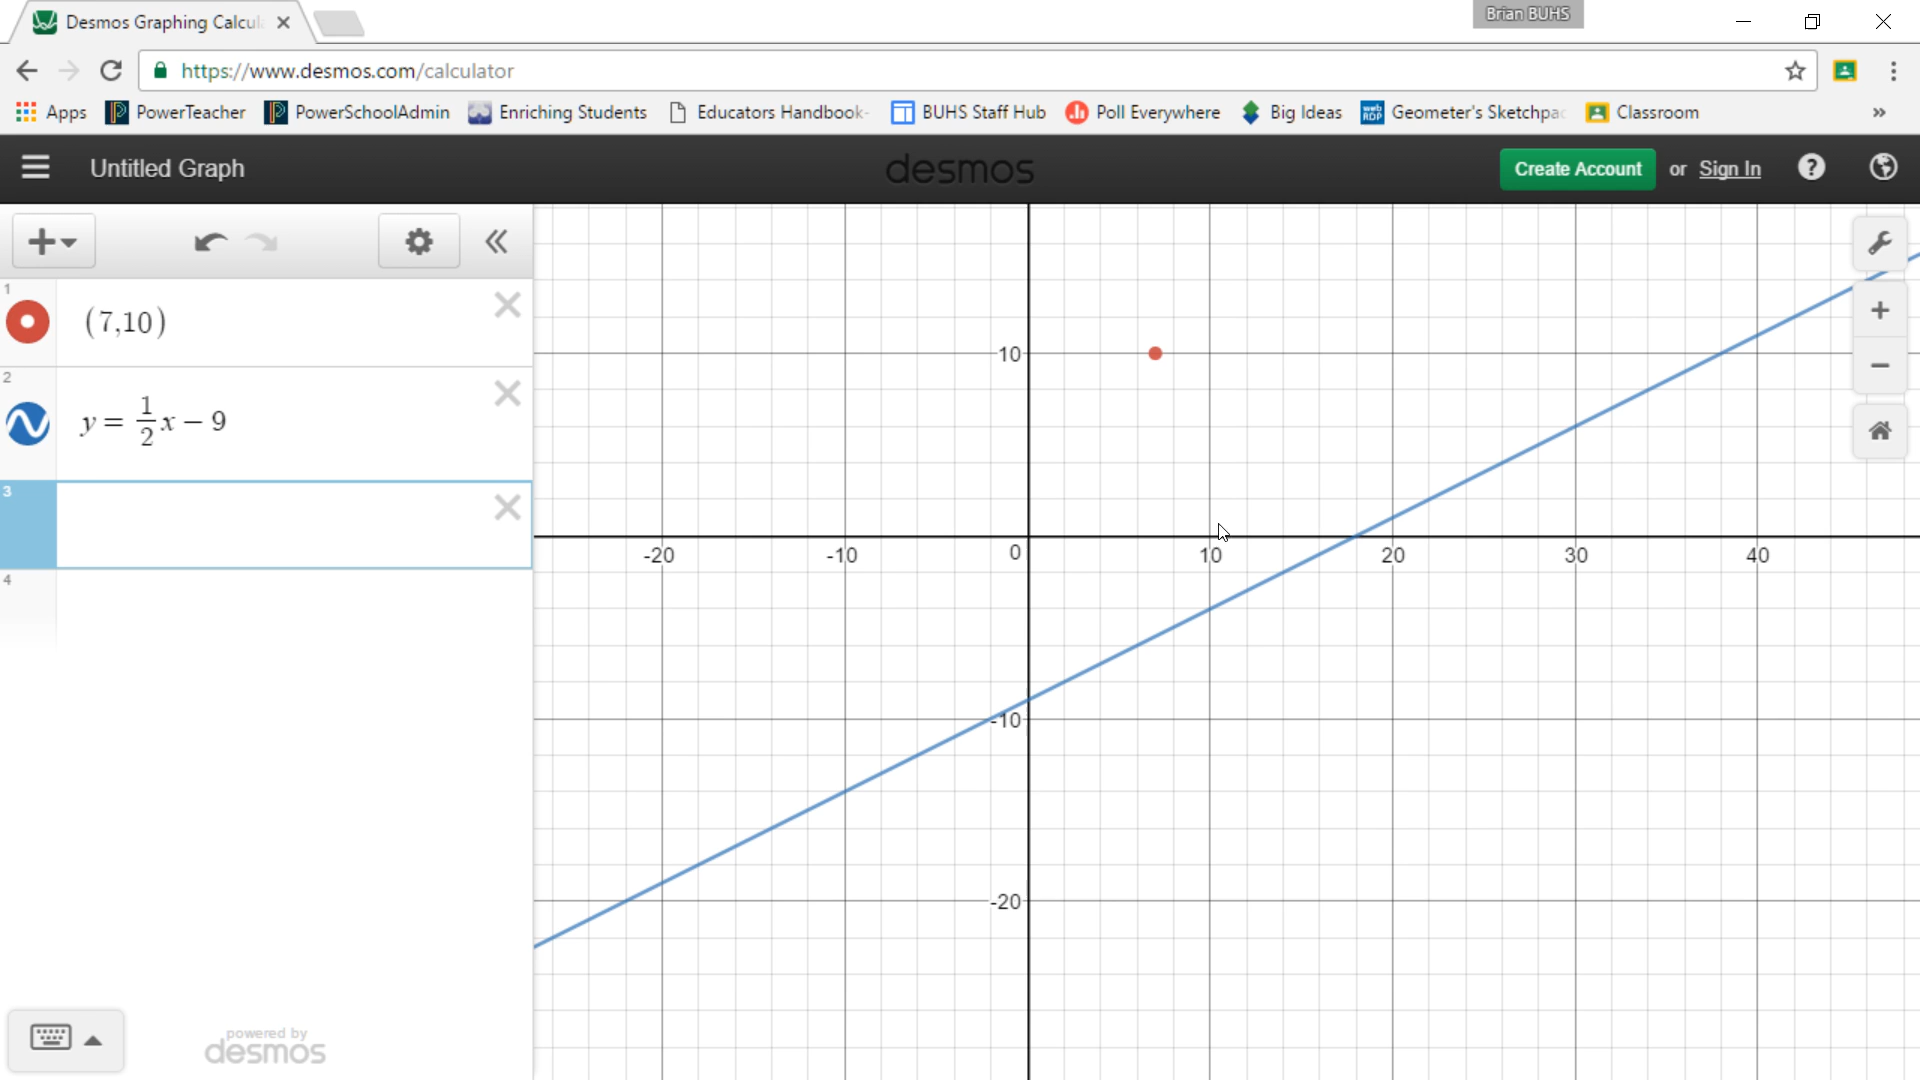 Desmos Graphing Calcul
Brian BUHS
https://www.desmos.com/calculator
Apps PowerTeacher PowerSchoolAdmin Enriching Students Educators Handbook- BUHS Staff Hub Poll Everywhere Big Ideas web RDP Geometer's Sketchpa Classroom »
Untitled Graph desmos Create Account or Sign In ?
1
(7,10)
2
y = 1/2 x − 9
3
4
10
-20 -10 0 10 20 30 40
-10
-20
powered by
desmos